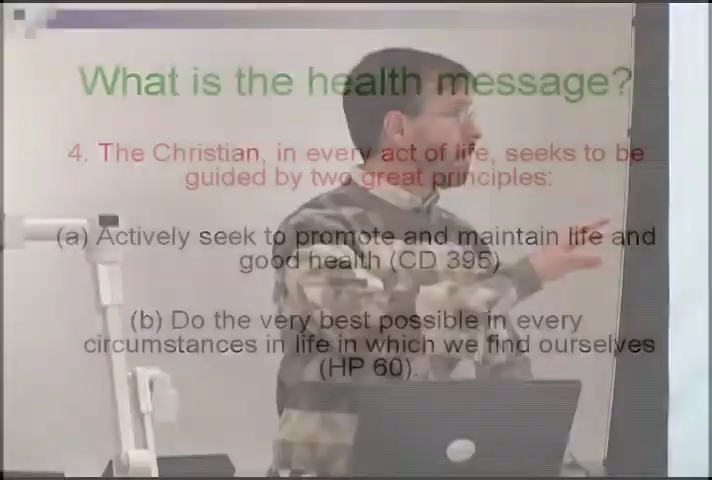 What is the health message?
4. The Christian, in every act of life, seeks to be
guided by two great principles:
(a) Actively seek to promote and maintain life and
good health (CD 395)
(b) Do the very best possible in every
circumstances in life in which we find ourselves
(HP 60).